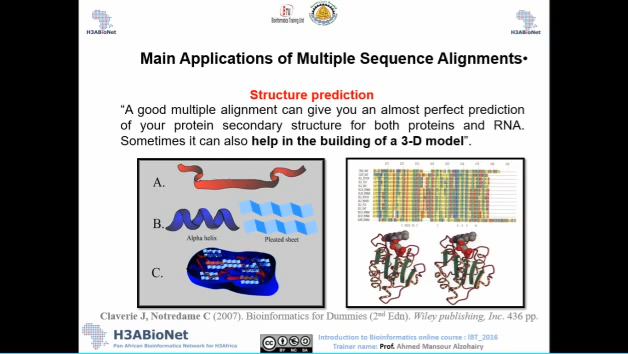 H3ABioNet
H3ABioNet
Main Applications of Multiple Sequence Alignments•
Structure prediction
“A good multiple alignment can give you an almost perfect prediction
of your protein secondary structure for both proteins and RNA.
Sometimes it can also help in the building of a 3-D model”.
A.
B.
Alpha helix
Pleated sheet
C.
Claverie J, Notredame C (2007). Bioinformatics for Dummies (2nd Edn). Wiley publishing, Inc. 436 pp.
H3ABioNet
Pan African Bioinformatics Network for H3Africa
CC
BY NC SA
Introduction to Bioinformatics online course : IBT_2016
Trainer name: Prof. Ahmed Mansour Alzohairy